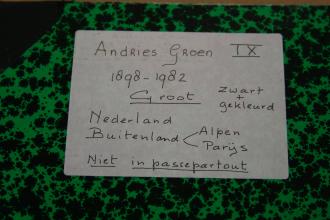 Andries Groen IX
1898-1982
Groot
zwart
+
gekleurd
Nederland
Buitenland < Alpen
Parijs
Niet in passepartout